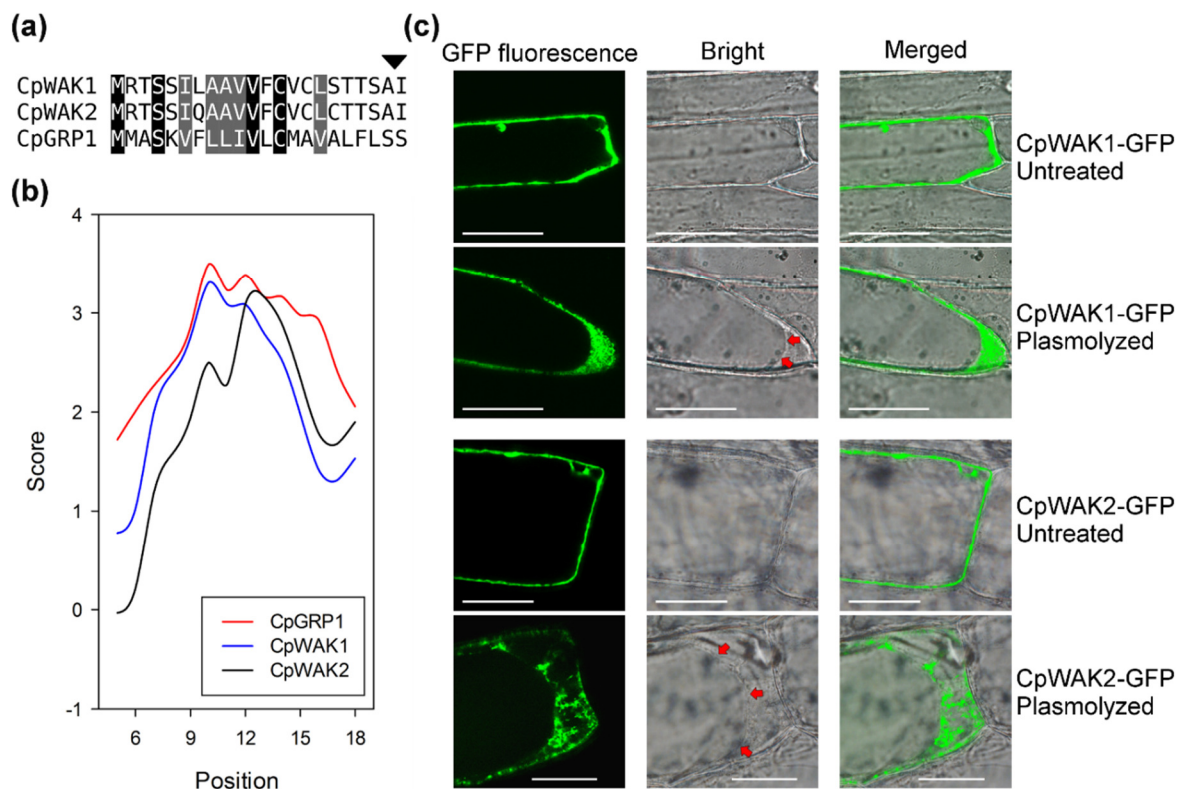 (a)
CpWAK1 MRTSSILAAVVFCVCLSTTSAI
CpWAK2 MRTSSIQAAVVFCVCLCTTSAI
CpGRP1 MMASKVFLLIVLCMAVALFLSS
(b)
4
3
2
1
0
-1
Score
6 9 12 15 18
Position
CpGRP1
CpWAK1
CpWAK2
(c)
GFP fluorescence Bright Merged
CpWAK1-GFP
Untreated
CpWAK1-GFP
Plasmolyzed
CpWAK2-GFP
Untreated
CpWAK2-GFP
Plasmolyzed